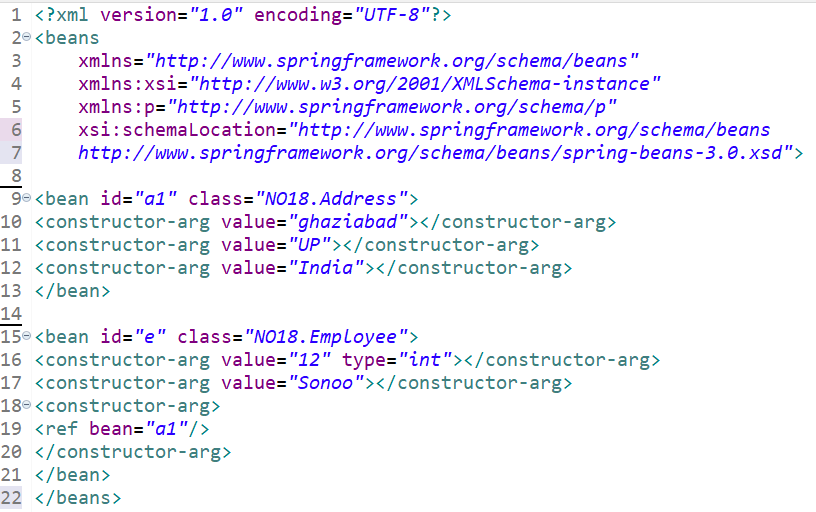 1 <?xml version="1.0" encoding="UTF-8"?>
2 <beans
3     xmlns="http://www.springframework.org/schema/beans"
4     xmlns:xsi="http://www.w3.org/2001/XMLSchema-instance"
5     xmlns:p="http://www.springframework.org/schema/p"
6     xsi:schemaLocation="http://www.springframework.org/schema/beans
7     http://www.springframework.org/schema/beans/spring-beans-3.0.xsd">
8
9 <bean id="a1" class="NO18.Address">
10 <constructor-arg value="ghaziabad"></constructor-arg>
11 <constructor-arg value="UP"></constructor-arg>
12 <constructor-arg value="India"></constructor-arg>
13 </bean>
14
15 <bean id="e" class="NO18.Employee">
16 <constructor-arg value="12" type="int"></constructor-arg>
17 <constructor-arg value="Sonoo"></constructor-arg>
18 <constructor-arg>
19 <ref bean="a1"/>
20 </constructor-arg>
21 </bean>
22 </beans>